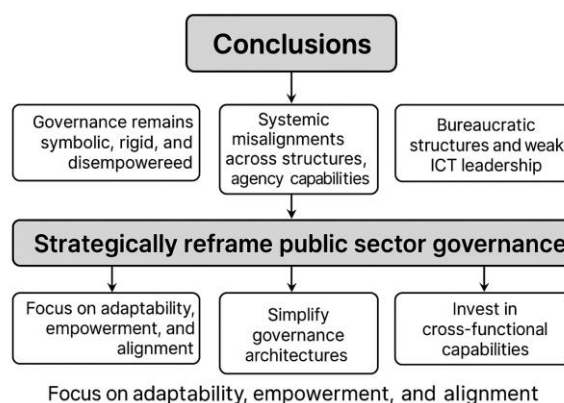 Conclusions
Governance remains
symbolic, rigid, and
disempowereed
Systemic
misalignments
across structures,
agency capabilities
Bureaucratic
structures and weak
ICT leadership
Strategically reframe public sector governance
Focus on adaptability,
empowerment, and
alignment
Simplify
governance
architectures
Invest in
cross-functional
capabilities
Focus on adaptability, empowerment, and alignment